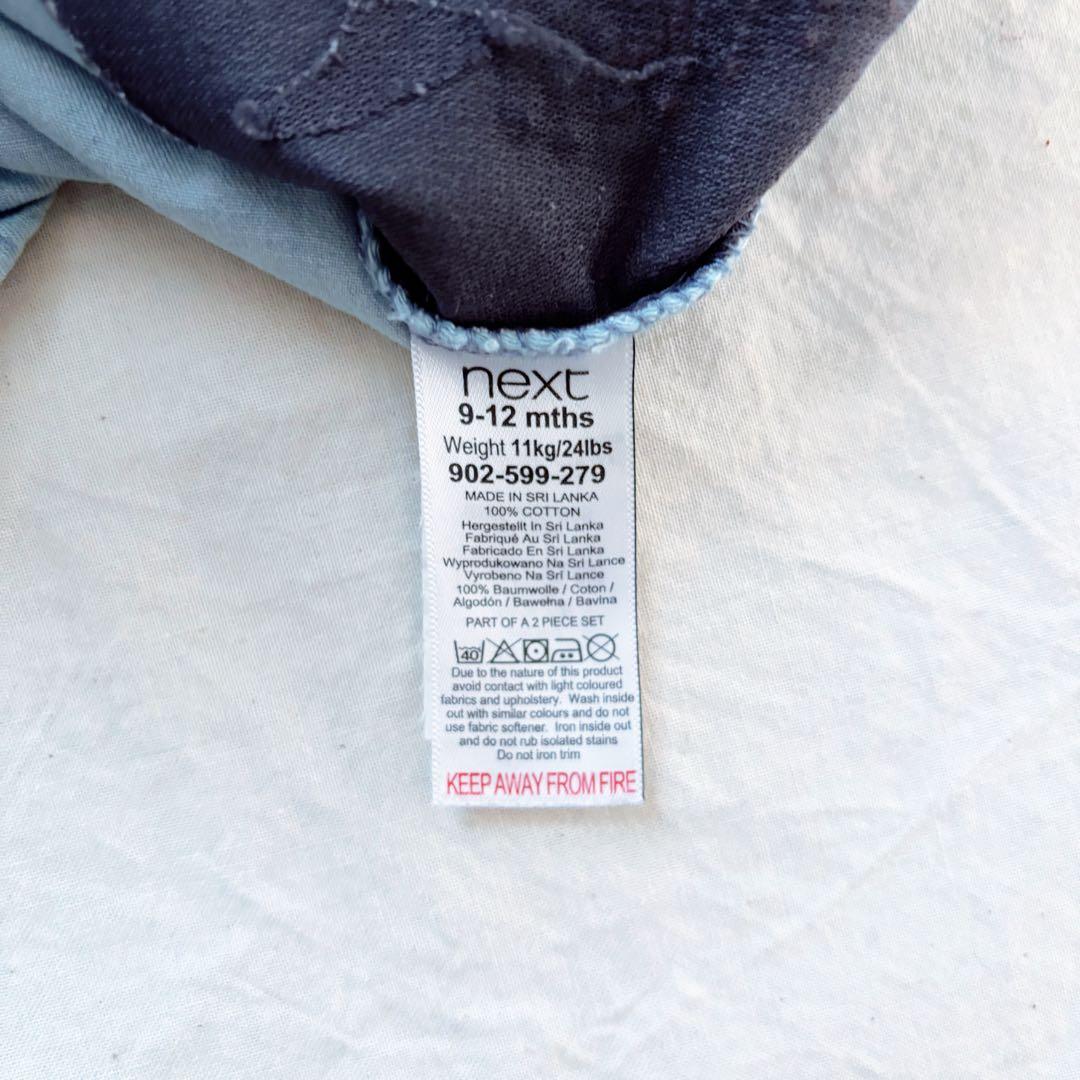 next
9-12 mths
Weight 11kg/24lbs
902-599-279
MADE IN SRI LANKA
100% COTTON
Hergestellt In Sri Lanka
Fabriqué Au Sri Lanka
Fabricado En Sri Lanka
Wyprodukowano Na Sri Lance
Vyrobeno Na Srí Lance
100% Baumwolle / Coton /
Algodón / Bawełna / Bavlna
PART OF A 2 PIECE SET
40
Due to the nature of this product
avoid contact with light coloured
fabrics and upholstery. Wash inside
out with similar colours and do not
use fabric softener. Iron inside out
and do not rub isolated stains
Do not iron trim
KEEP AWAY FROM FIRE